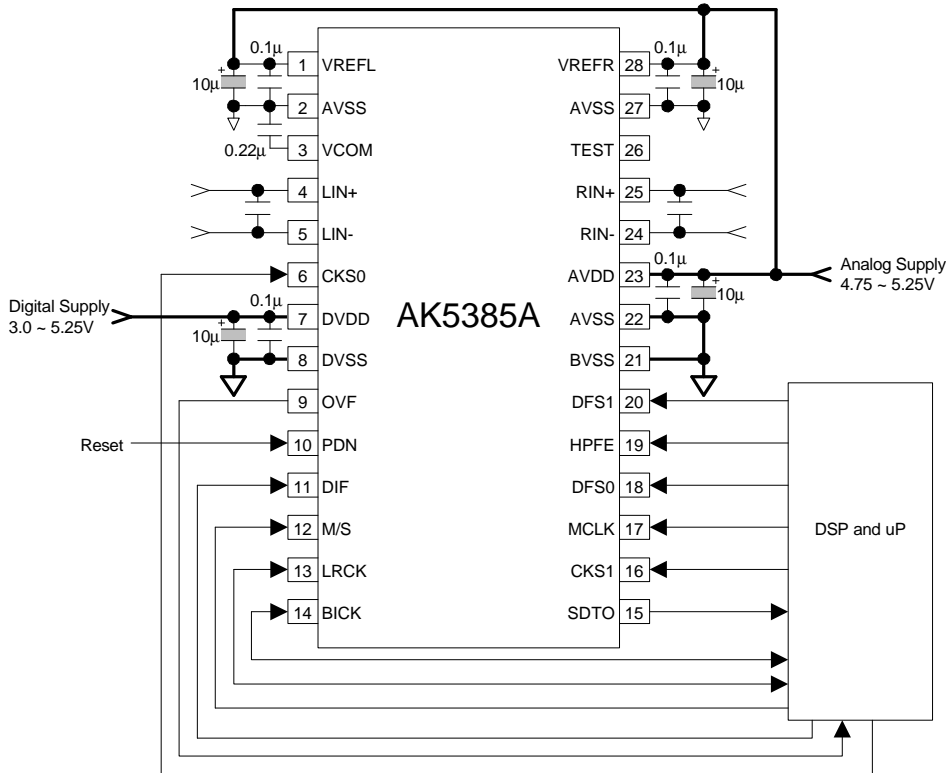 0.1μ
0.1μ
1 VREFL
VREFR 28
+
+
10μ
10μ
2 AVSS
AVSS 27
0.22μ
3 VCOM
TEST 26
4 LIN+
RIN+ 25
5 LIN-
RIN- 24
0.1μ
6 CKS0
AVDD 23
Analog Supply
4.75 ~ 5.25V
10μ
Digital Supply
3.0 ~ 5.25V
0.1μ
+
10μ
7 DVDD
AK5385A
AVSS 22
8 DVSS
BVSS 21
9 OVF
DFS1 20
Reset
10 PDN
HPFE 19
11 DIF
DFS0 18
12 M/S
MCLK 17
DSP and uP
13 LRCK
CKS1 16
14 BICK
SDTO 15